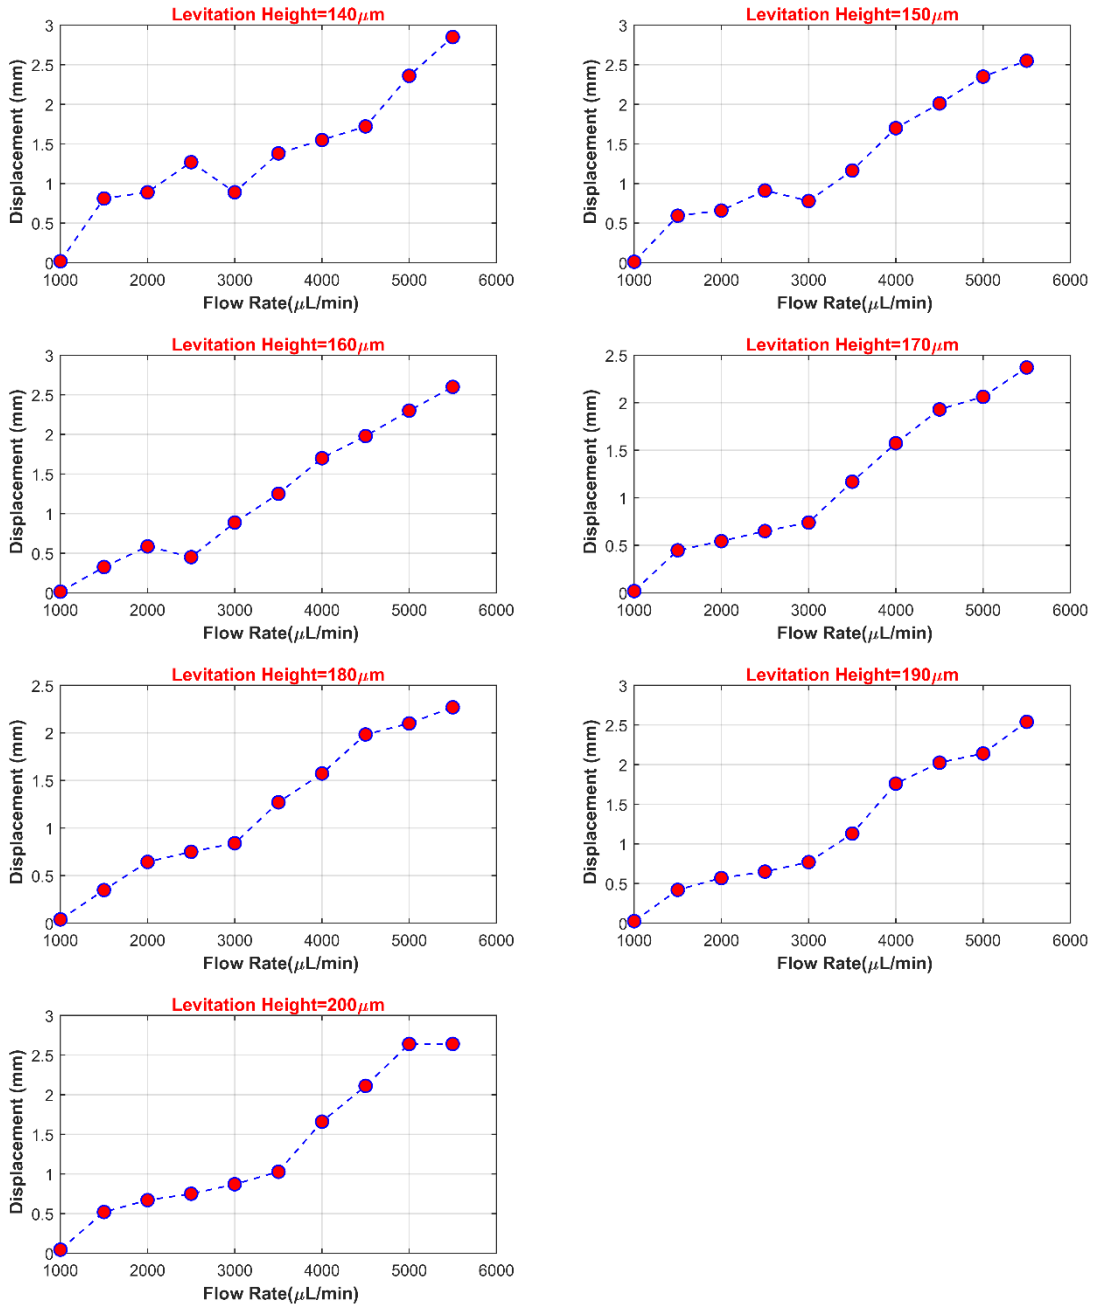 Levitation Height=140μm
3
2.5
2
1.5
1
0.5
0
Displacement (mm)
1000 2000 3000 4000 5000 6000
Flow Rate(μL/min)
Levitation Height=150μm
3
2.5
2
1.5
1
0.5
0
Displacement (mm)
1000 2000 3000 4000 5000 6000
Flow Rate(μL/min)
Levitation Height=160μm
3
2.5
2
1.5
1
0.5
0
Displacement (mm)
1000 2000 3000 4000 5000 6000
Flow Rate(μL/min)
Levitation Height=170μm
2.5
2
1.5
1
0.5
0
Displacement (mm)
1000 2000 3000 4000 5000 6000
Flow Rate(μL/min)
Levitation Height=180μm
2.5
2
1.5
1
0.5
0
Displacement (mm)
1000 2000 3000 4000 5000 6000
Flow Rate(μL/min)
Levitation Height=190μm
3
2.5
2
1.5
1
0.5
0
Displacement (mm)
1000 2000 3000 4000 5000 6000
Flow Rate(μL/min)
Levitation Height=200μm
3
2.5
2
1.5
1
0.5
0
Displacement (mm)
1000 2000 3000 4000 5000 6000
Flow Rate(μL/min)